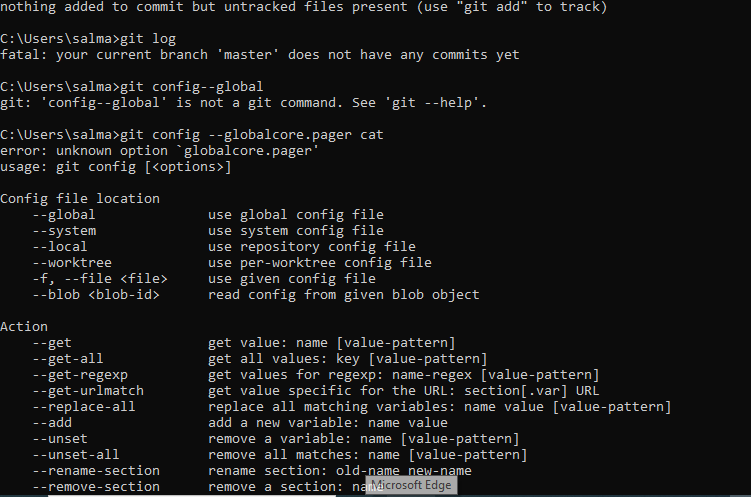 nothing added to commit but untracked files present (use "git add" to track)
C:\Users\salma>git log
fatal: your current branch 'master' does not have any commits yet
C:\Users\salma>git config--global
git: 'config--global' is not a git command. See 'git --help'.
C:\Users\salma>git config --globalcore.pager cat
error: unknown option `globalcore.pager'
usage: git config [<options>]
Config file location
--global use global config file
--system use system config file
--local use repository config file
--worktree use per-worktree config file
-f, --file <file> use given config file
--blob <blob-id> read config from given blob object
Action
--get get value: name [value-pattern]
--get-all get all values: key [value-pattern]
--get-regexp get values for regexp: name-regex [value-pattern]
--get-urlmatch get value specific for the URL: section[.var] URL
--replace-all replace all matching variables: name value [value-pattern]
--add add a new variable: name value
--unset remove a variable: name [value-pattern]
--unset-all remove all matches: name [value-pattern]
--rename-section rename section: old-name new-name
--remove-section remove a section: name
Microsoft Edge